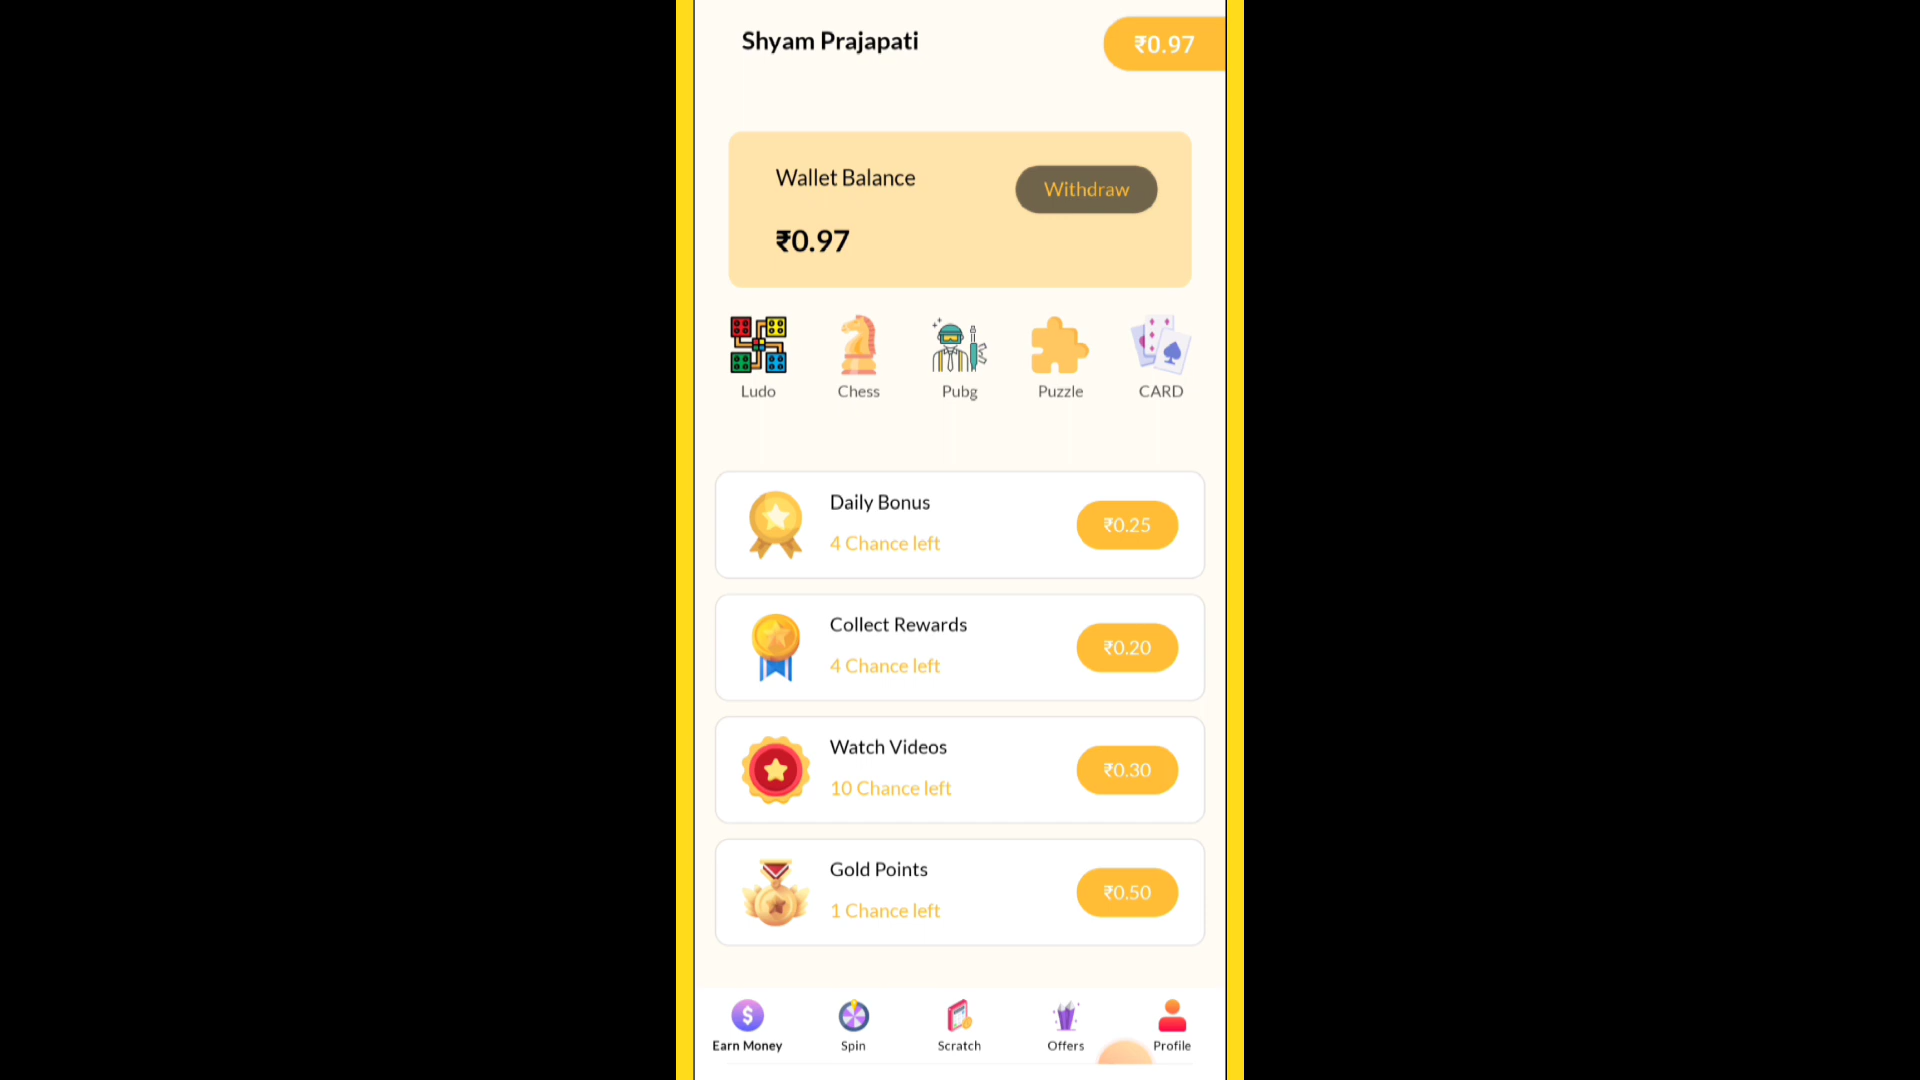 Shyam Prajapati
₹0.97
Wallet Balance
Withdraw
₹0.97
Ludo
Chess
Pubg
Puzzle
CARD
Daily Bonus
4 Chance left
₹0.25
Collect Rewards
4 Chance left
₹0.20
Watch Videos
10 Chance left
₹0.30
Gold Points
1 Chance left
₹0.50
Earn Money
Spin
Scratch
Offers
Profile